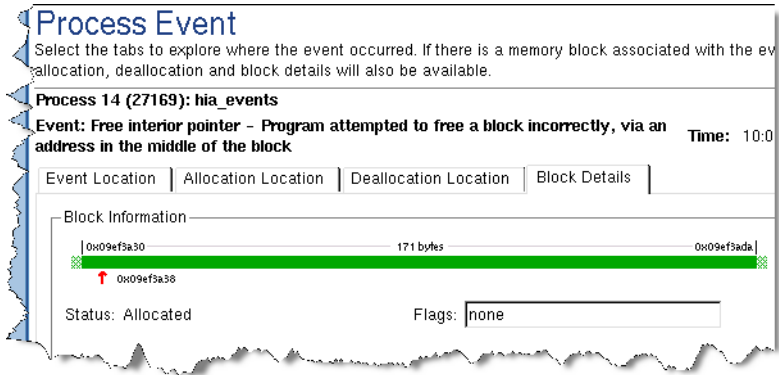 Process Event
Select the tabs to explore where the event occurred. If there is a memory block associated with the ev
allocation, deallocation and block details will also be available.
Process 14 (27169): hia_events
Event: Free interior pointer - Program attempted to free a block incorrectly, via an
address in the middle of the block
Time: 10:0
Event Location Allocation Location Deallocation Location Block Details
Block Information
0x09ef3a30 171 bytes 0x09ef3ada
0x09ef3a38
Status: Allocated Flags: none